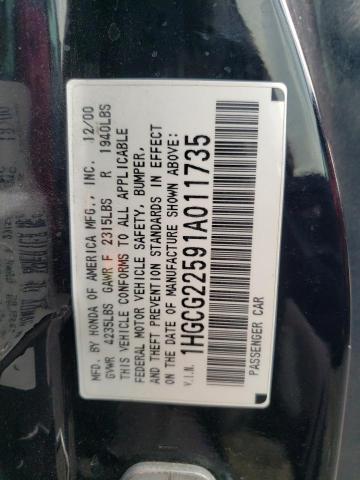 MFD. BY HONDA OF AMERICA MFG., INC. 12/00
GVWR 4235LBS GAWR F 2315LBS R 1940LBS
THIS VEHICLE CONFORMS TO ALL APPLICABLE
FEDERAL MOTOR VEHICLE SAFETY, BUMPER,
AND THEFT PREVENTION STANDARDS IN EFFECT
ON THE DATE OF MANUFACTURE SHOWN ABOVE.
V.I.N. 1HGCG22591A011735
PASSENGER CAR